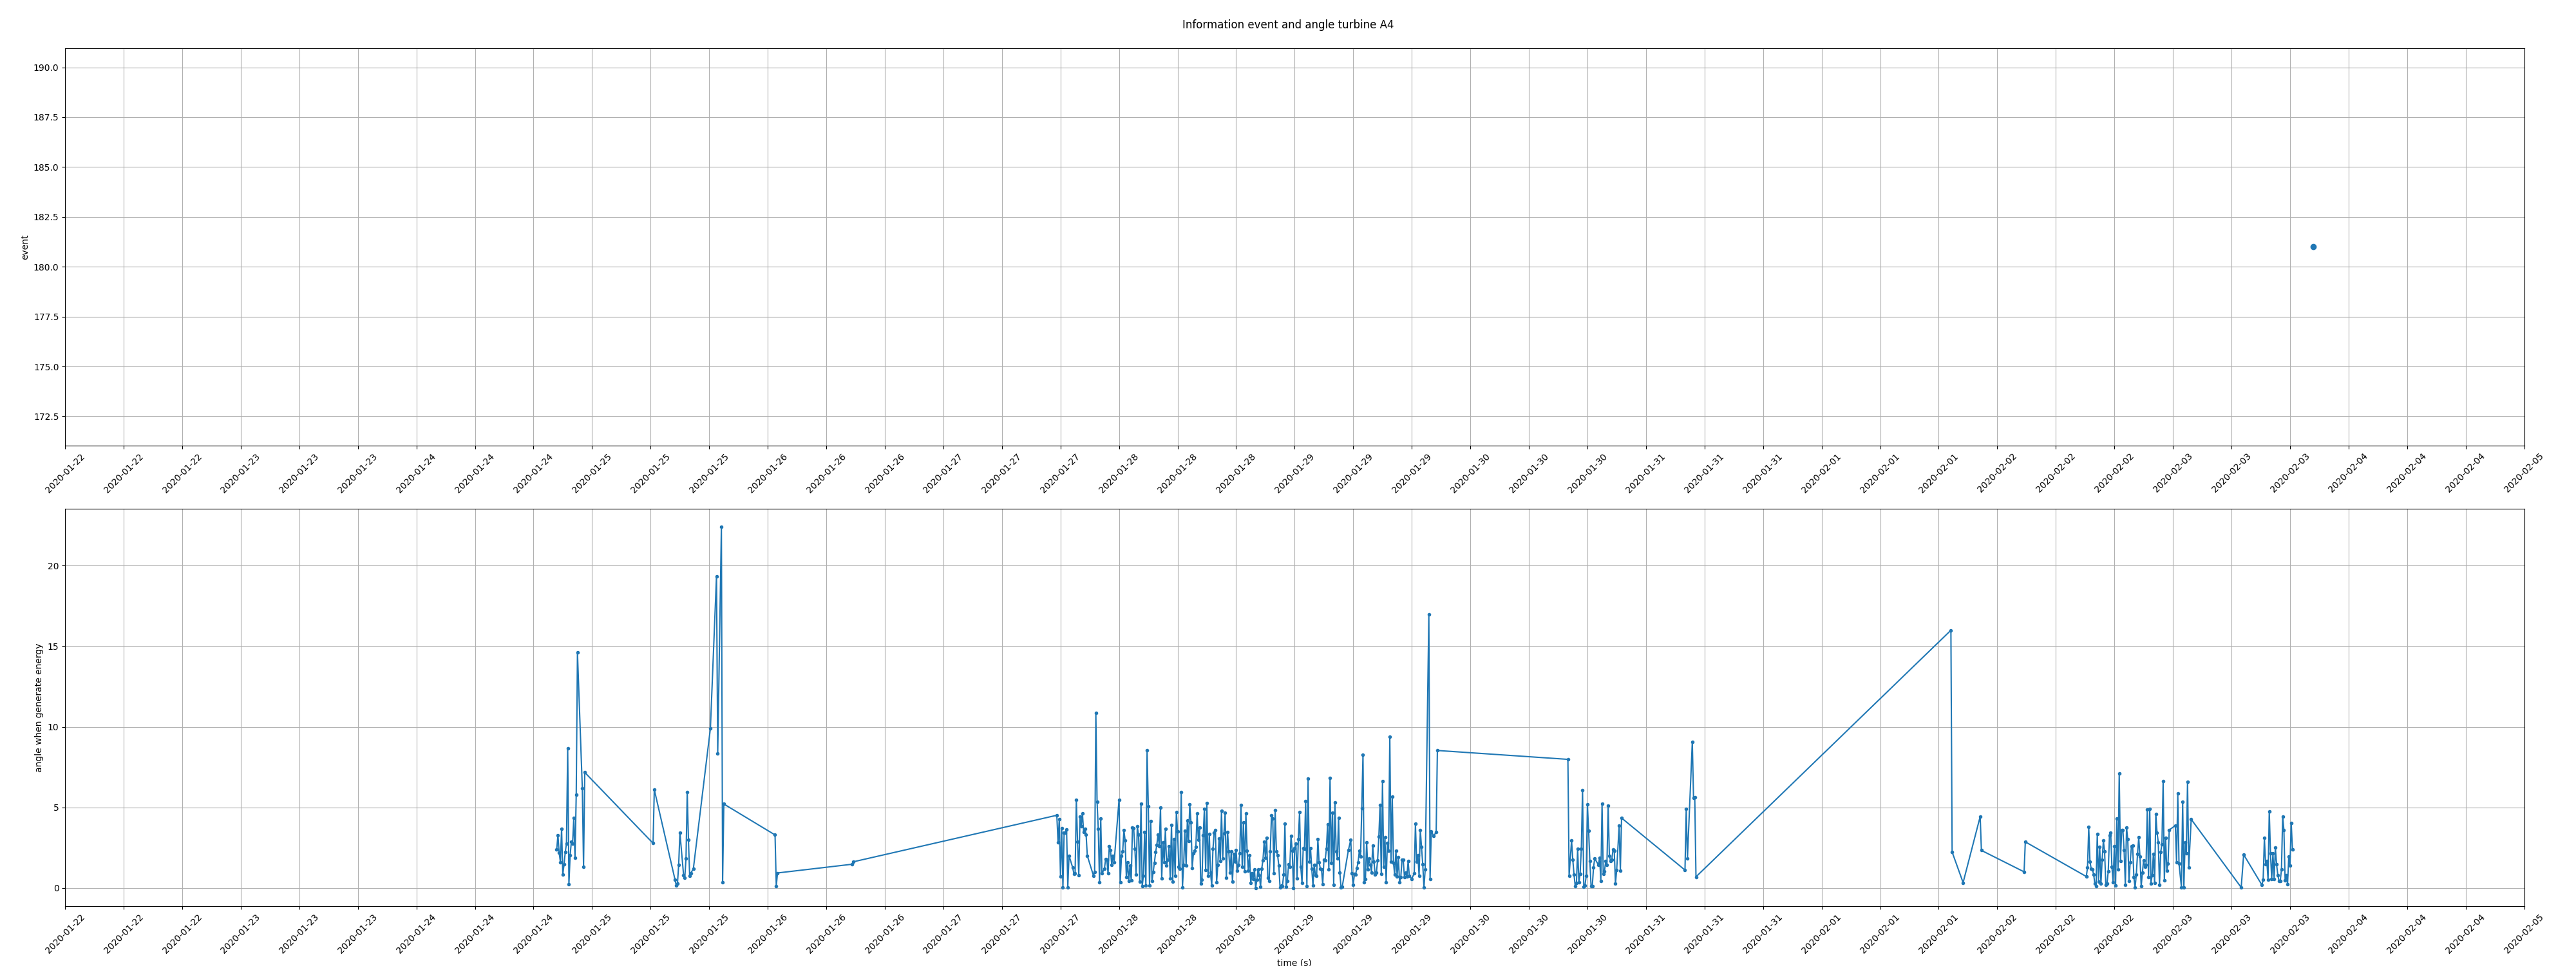 Information event and angle turbine A4
190.0
187.5
185.0
182.5
180.0
177.5
175.0
172.5
event
2020-01-22 2020-01-22 2020-01-22 2020-01-23 2020-01-23 2020-01-23 2020-01-24 2020-01-24 2020-01-24 2020-01-25 2020-01-25 2020-01-25 2020-01-26 2020-01-26 2020-01-26 2020-01-27 2020-01-27 2020-01-27 2020-01-28 2020-01-28 2020-01-28 2020-01-29 2020-01-29 2020-01-29 2020-01-30 2020-01-30 2020-01-30 2020-01-31 2020-01-31 2020-01-31 2020-02-01 2020-02-01 2020-02-01 2020-02-02 2020-02-02 2020-02-02 2020-02-03 2020-02-03 2020-02-03 2020-02-04 2020-02-04 2020-02-04 2020-02-05
20
15
10
5
0
angle when generate energy
2020-01-22 2020-01-22 2020-01-22 2020-01-23 2020-01-23 2020-01-23 2020-01-24 2020-01-24 2020-01-24 2020-01-25 2020-01-25 2020-01-25 2020-01-26 2020-01-26 2020-01-26 2020-01-27 2020-01-27 2020-01-27 2020-01-28 2020-01-28 2020-01-28 2020-01-29 2020-01-29 2020-01-29 2020-01-30 2020-01-30 2020-01-30 2020-01-31 2020-01-31 2020-01-31 2020-02-01 2020-02-01 2020-02-01 2020-02-02 2020-02-02 2020-02-02 2020-02-03 2020-02-03 2020-02-03 2020-02-04 2020-02-04 2020-02-04 2020-02-05
time (s)